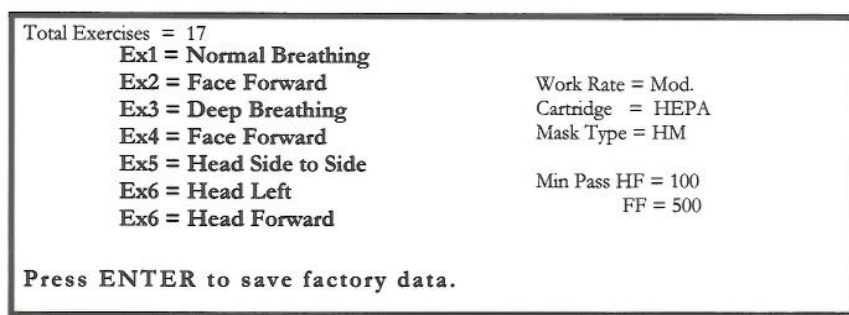 Total Exercises = 17
Ex1 = Normal Breathing
Ex2 = Face Forward
Ex3 = Deep Breathing
Ex4 = Face Forward
Ex5 = Head Side to Side
Ex6 = Head Left
Ex6 = Head Forward
Work Rate = Mod.
Cartridge = HEPA
Mask Type = HM
Min Pass HF = 100
FF = 500
Press ENTER to save factory data.